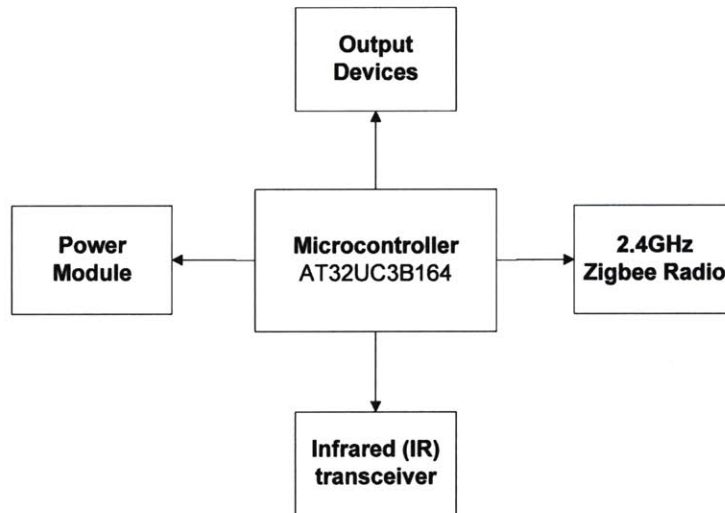 Output
Devices
Power
Module
Microcontroller
AT32UC3B164
2.4GHz
Zigbee Radio
Infrared (IR)
transceiver